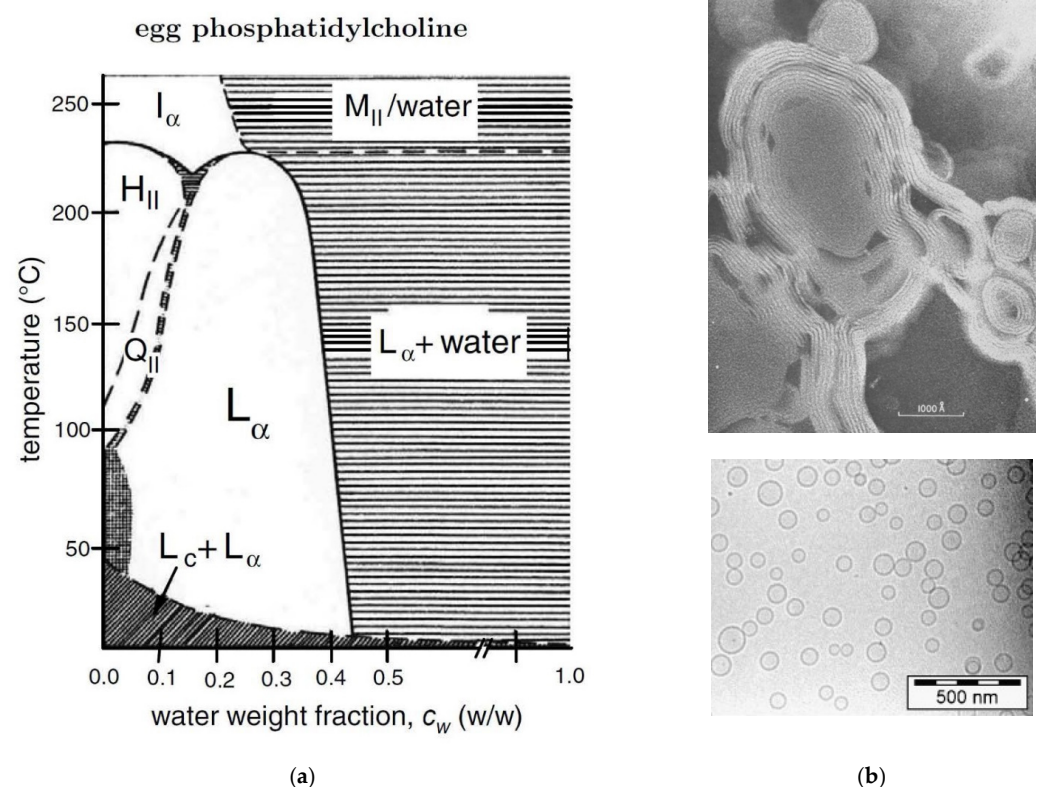 egg phosphatidylcholine
temperature (°C)
250
200
150
100
50
Iα
MII/water
HII
QII
Lα
Lα + water
Lc + Lα
0.0 0.1 0.2 0.3 0.4 0.5 1.0
water weight fraction, cw (w/w)
(a)
1000 Å
500 nm
(b)